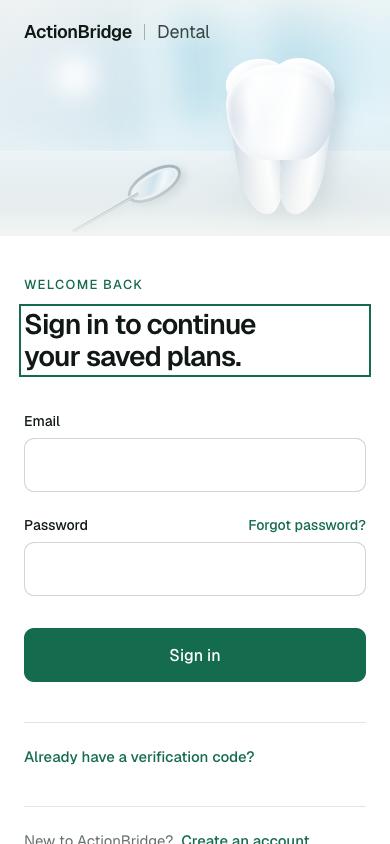 ActionBridge | Dental
WELCOME BACK
Sign in to continue
your saved plans.
Email
Password Forgot password?
Sign in
Already have a verification code?
New to ActionBridge? Create an account